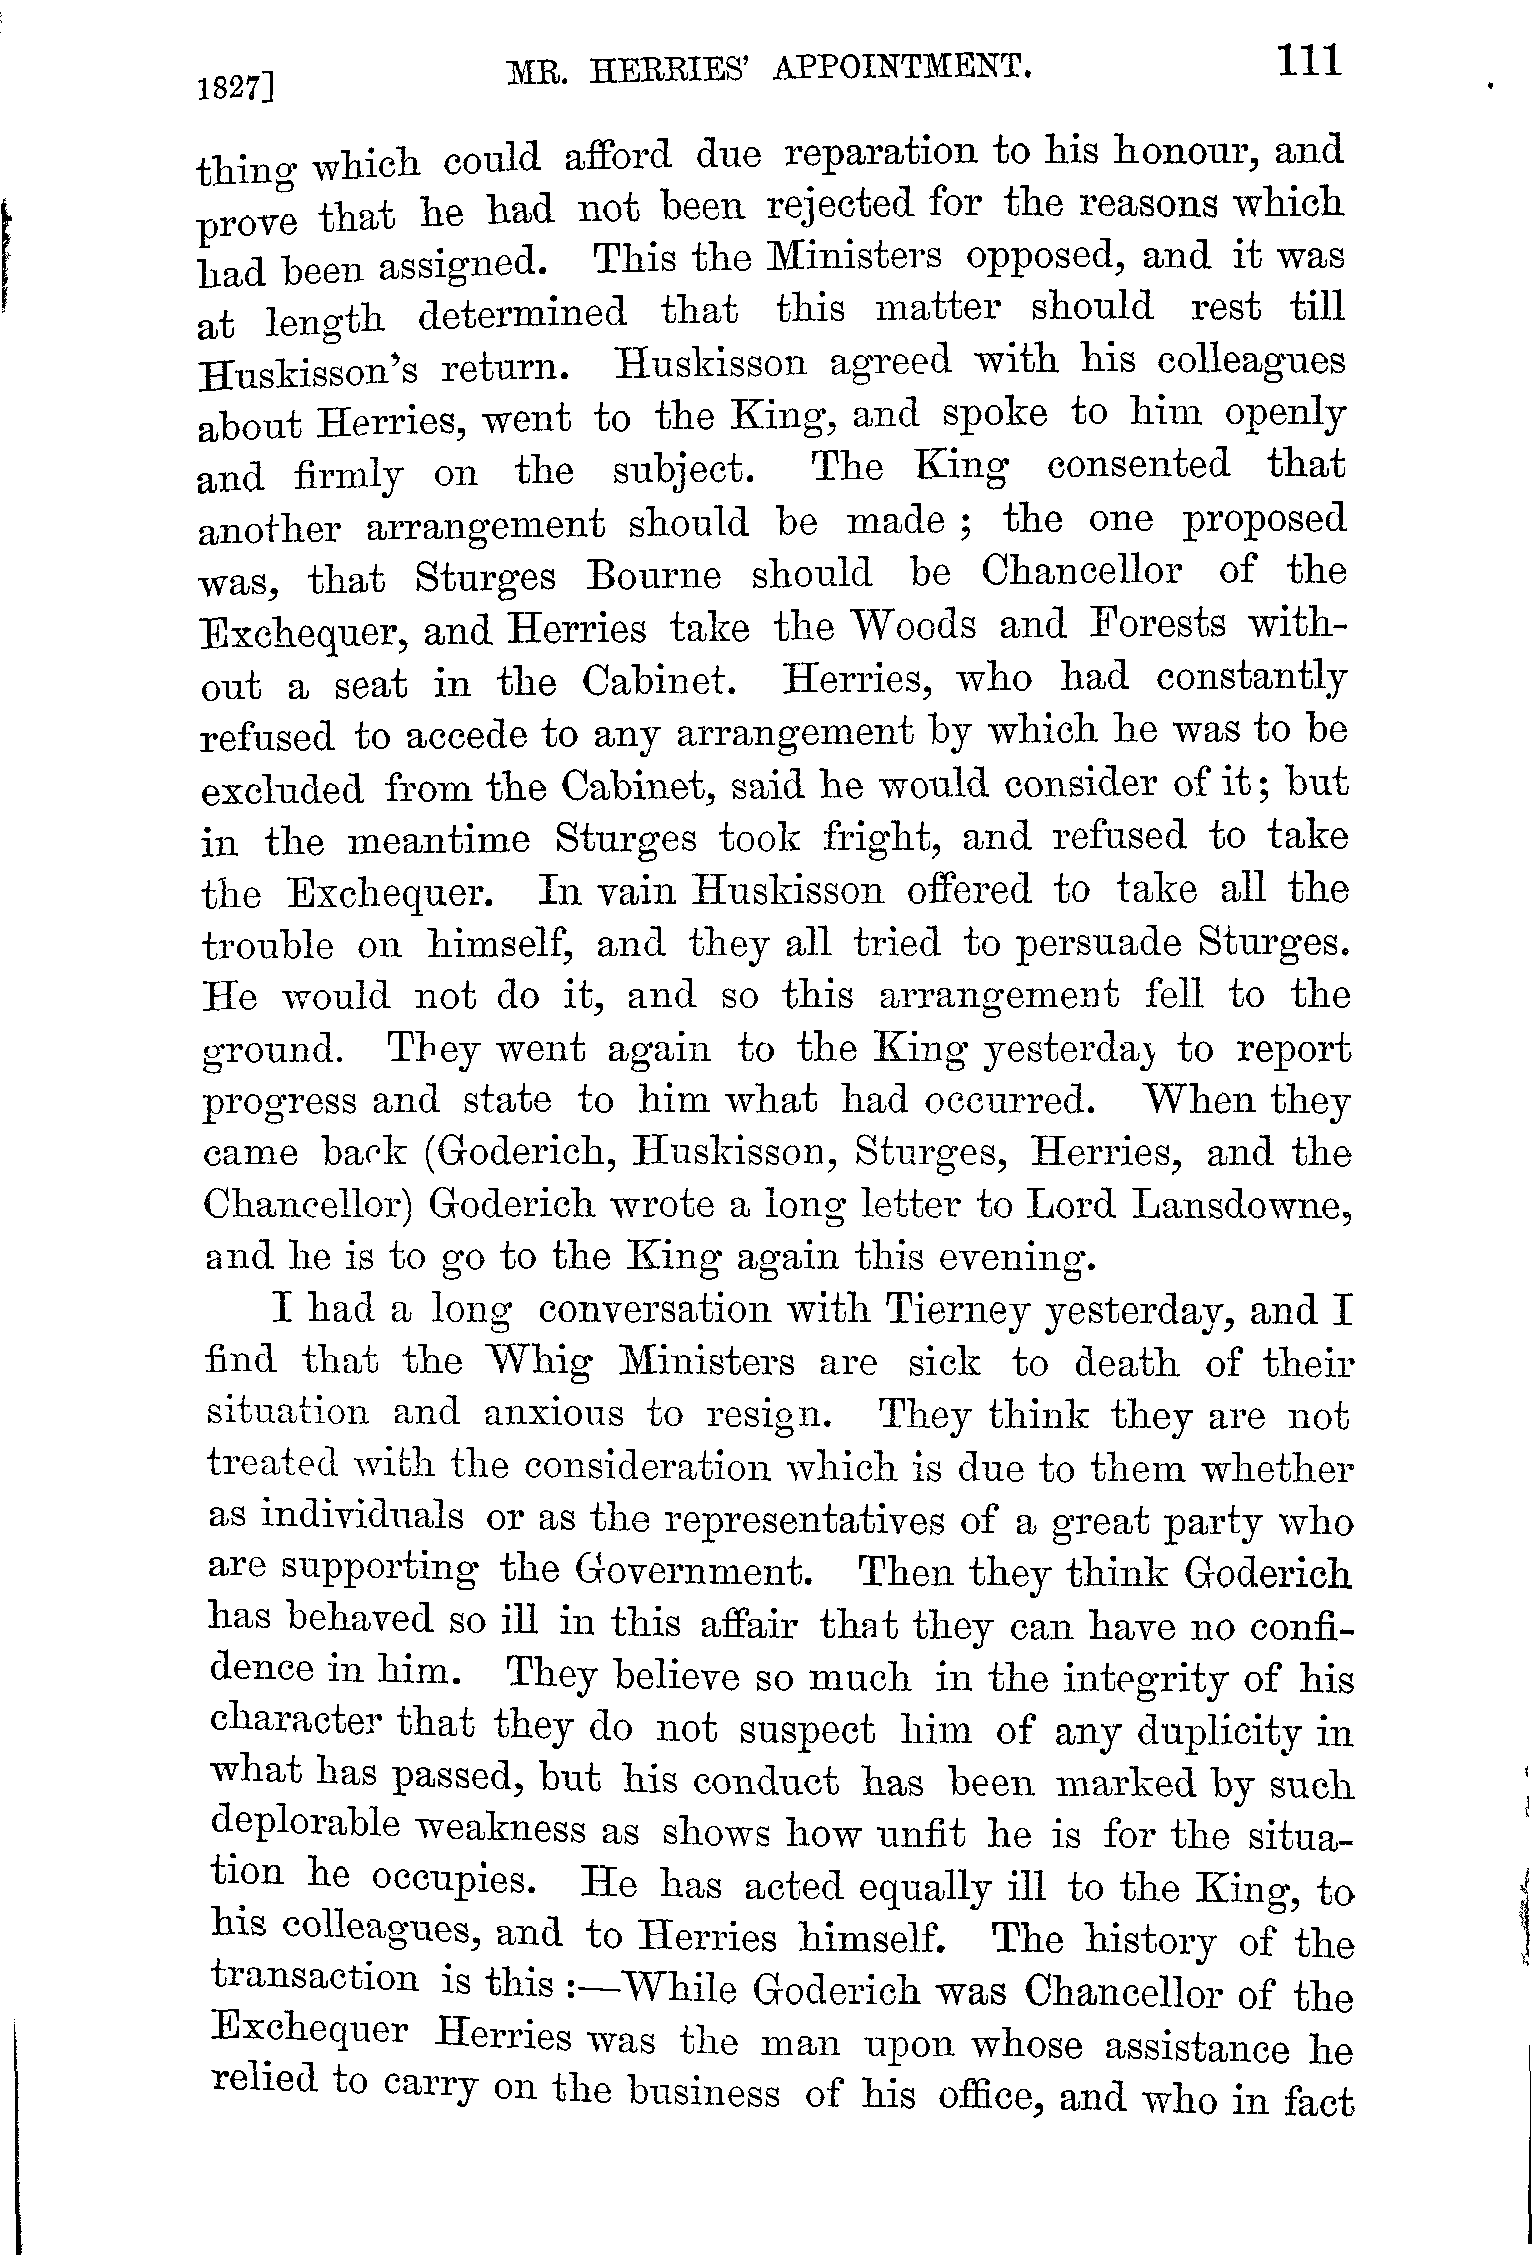 1827] MR. HERRIES' APPOINTMENT. 111
thing which could afford due reparation to his honour, and
prove that he had not been rejected for the reasons which
had been assigned. This the Ministers opposed, and it was
at length determined that this matter should rest till
Huskisson's return. Huskisson agreed with his colleagues
about Herries, went to the King, and spoke to him openly
and firmly on the subject. The King consented that
another arrangement should be made ; the one proposed
was, that Sturges Bourne should be Chancellor of the
Exchequer, and Herries take the Woods and Forests with-
out a seat in the Cabinet. Herries, who had constantly
refused to accede to any arrangement by which he was to be
excluded from the Cabinet, said he would consider of it; but
in the meantime Sturges took fright, and refused to take
the Exchequer. In vain Huskisson offered to take all the
trouble on himself, and they all tried to persuade Sturges.
He would not do it, and so this arrangement fell to the
ground. They went again to the King yesterday to report
progress and state to him what had occurred. When they
came back (Goderich, Huskisson, Sturges, Herries, and the
Chancellor) Goderich wrote a long letter to Lord Lansdowne,
and he is to go to the King again this evening.
I had a long conversation with Tierney yesterday, and I
find that the Whig Ministers are sick to death of their
situation and anxious to resign. They think they are not
treated with the consideration which is due to them whether
as individuals or as the representatives of a great party who
are supporting the Government. Then they think Goderich
has behaved so ill in this affair that they can have no confi-
dence in him. They believe so much in the integrity of his
character that they do not suspect him of any duplicity in
what has passed, but his conduct has been marked by such
deplorable weakness as shows how unfit he is for the situa-
tion he occupies. He has acted equally ill to the King, to
his colleagues, and to Herries himself. The history of the
transaction is this :—While Goderich was Chancellor of the
Exchequer Herries was the man upon whose assistance he
relied to carry on the business of his office, and who in fact